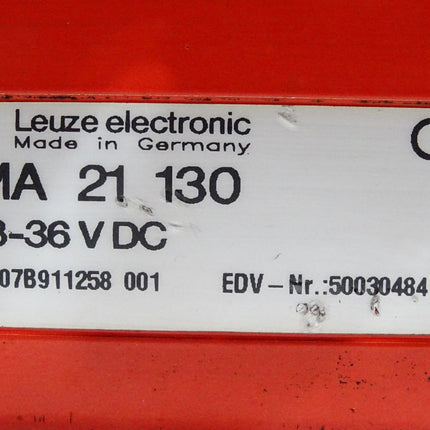 Leuze electronic
Made in Germany
MA 21 130
8-36 V DC
07B911258 001 EDV-Nr.:50030484